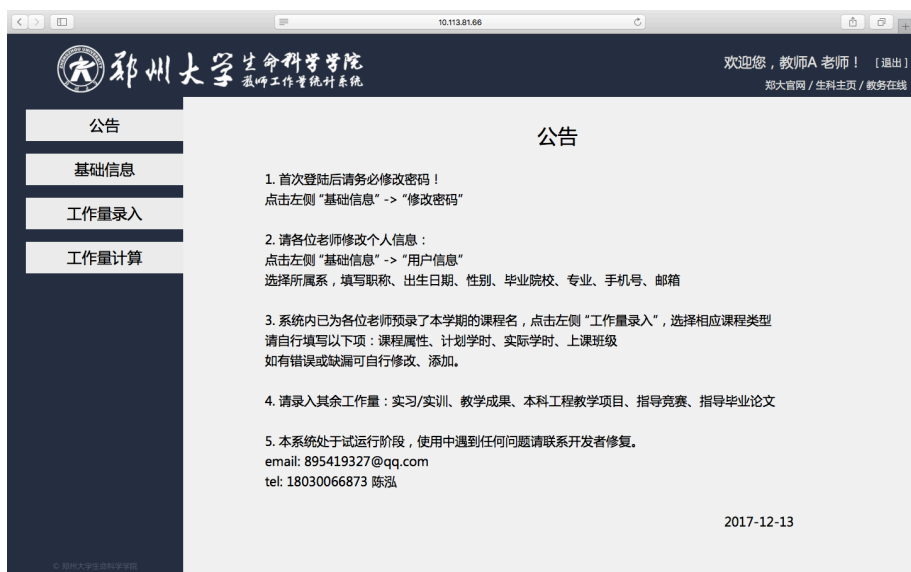 10.113.81.66
郑州大学 生命科学学院
教师工作量统计系统
欢迎您，教师A 老师！ [退出]
郑大官网 / 生科主页 / 教务在线
公告
基础信息
工作量录入
工作量计算
公告
1. 首次登陆后请务必修改密码！
点击左侧 “基础信息” -> “修改密码”
2. 请各位老师修改个人信息：
点击左侧 “基础信息” -> “用户信息”
选择所属系，填写职称、出生日期、性别、毕业院校、专业、手机号、邮箱
3. 系统内已为各位老师预录了本学期的课程名，点击左侧 “工作量录入”，选择相应课程类型
请自行填写以下项：课程属性、计划学时、实际学时、上课班级
如有错误或缺漏可自行修改、添加。
4. 请录入其余工作量：实习/实训、教学成果、本科工程教学项目、指导竞赛、指导毕业论文
5. 本系统处于试运行阶段，使用中遇到任何问题请联系开发者修复。
email: 895419327@qq.com
tel: 18030066873 陈泓
2017-12-13
© 郑州大学生命科学学院